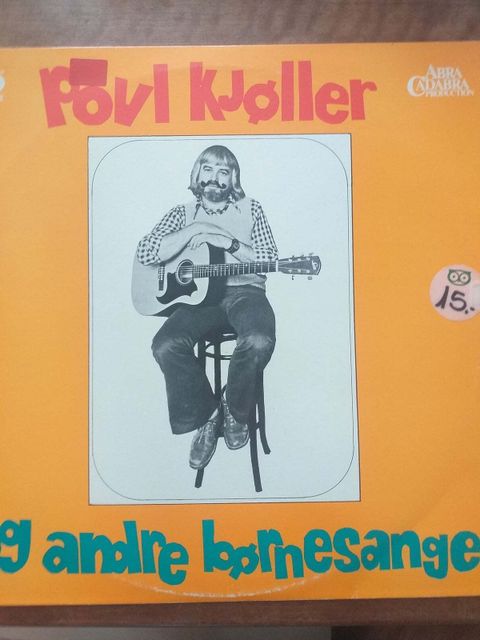 Povl Kjøller
ABRA
CADABRA
PRODUCTION
15.-
g andre børnesange